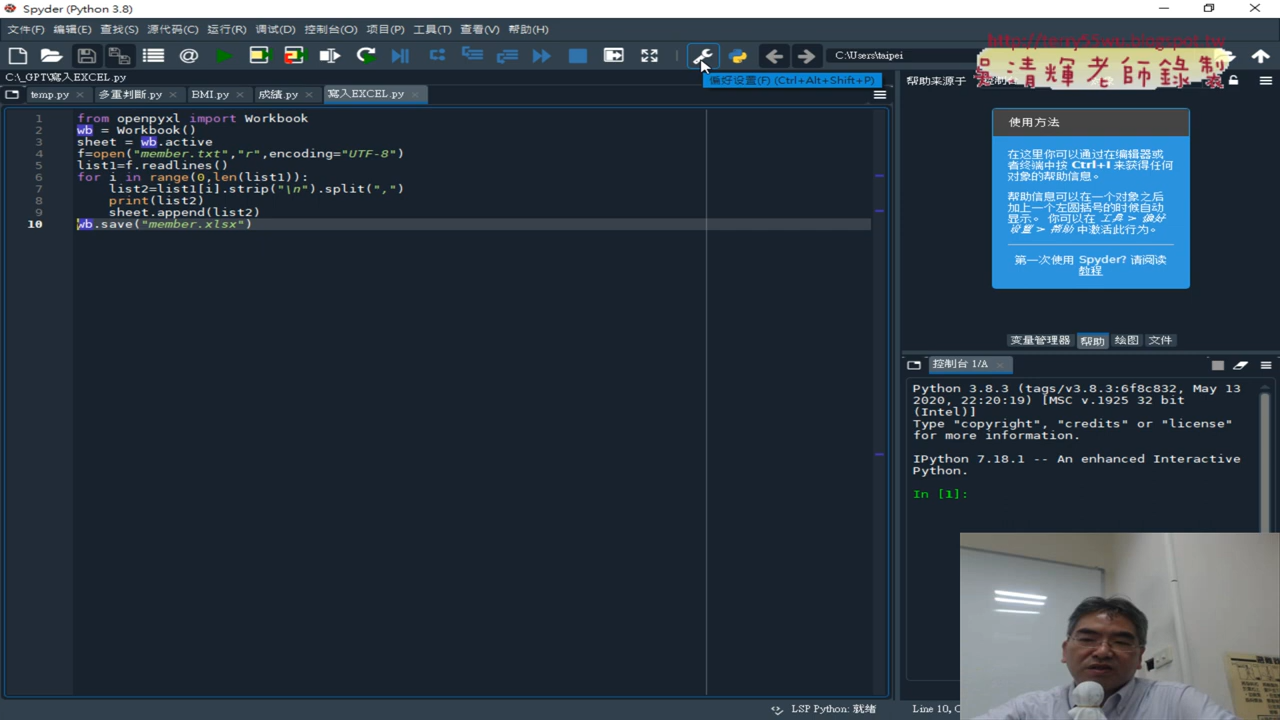 Spyder (Python 3.8)
文件(F) 编辑(E) 查找(S) 源代码(C) 运行(R) 调试(D) 控制台(O) 项目(P) 工具(T) 查看(V) 帮助(H)
C:\Users\taipei
http://terry55wu.blogspot.tw
吳清輝老師錄製
偏好设置(F) (Ctrl+Alt+Shift+P)
C:\_GPT\寫入EXCEL.py
帮助来源于
temp.py
多重判斷.py
BMI.py
成績.py
寫入EXCEL.py
1 from openpyxl import Workbook
2 wb = Workbook()
3 sheet = wb.active
4 f=open("member.txt","r",encoding="UTF-8")
5 list1=f.readlines()
6 for i in range(0,len(list1)):
7 list2=list1[i].strip("\n").split(",")
8 print(list2)
9 sheet.append(list2)
10 wb.save("member.xlsx")
使用方法
在这里你可以通过在编辑器或
者终端中按 Ctrl+I 来获得任何
对象的帮助信息。
帮助信息可以在一个对象之后
加上一个左圆括号的时候自动
显示。 你可以在 工具 > 偏好
设置 > 帮助 中激活此行为。
第一次使用 Spyder? 请阅读
教程
变量管理器 帮助 绘图 文件
控制台 1/A
Python 3.8.3 (tags/v3.8.3:6f8c832, May 13
2020, 22:20:19) [MSC v.1925 32 bit
(Intel)]
Type "copyright", "credits" or "license"
for more information.
IPython 7.18.1 -- An enhanced Interactive
Python.
In [1]:
LSP Python: 就绪
Line 10, C